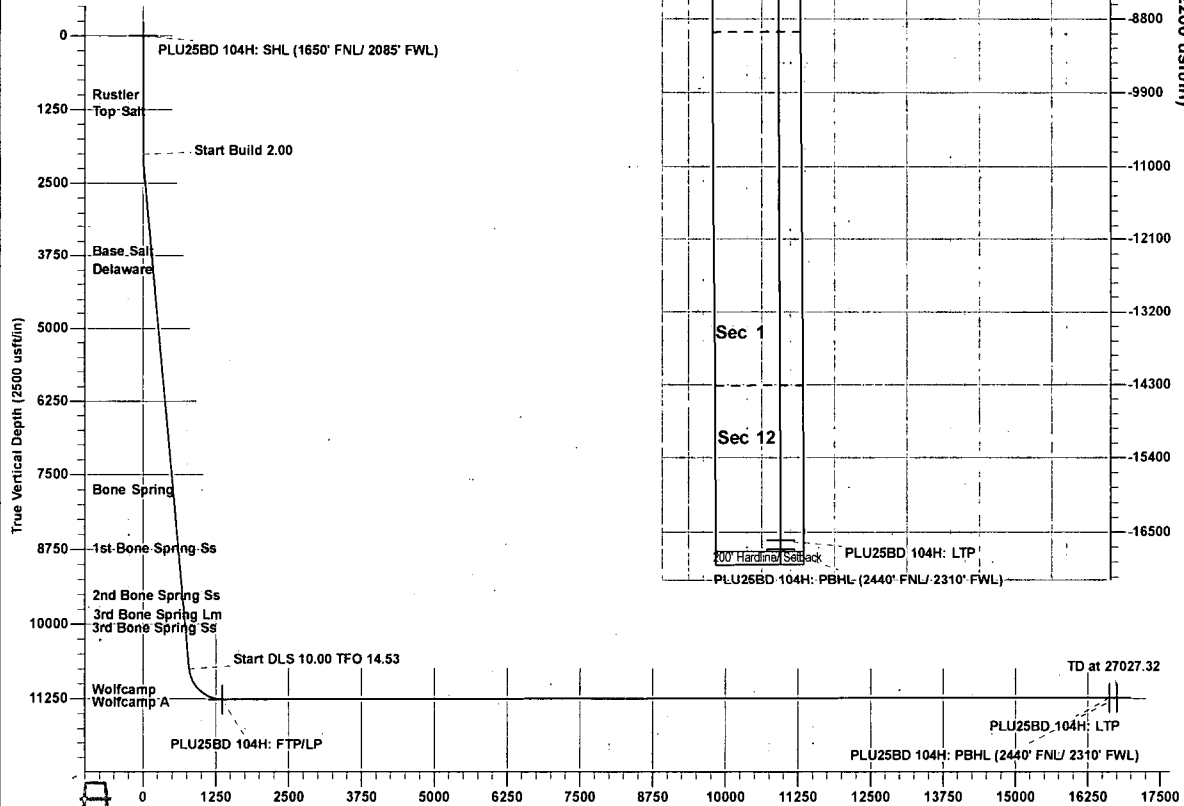 0
PLU25BD 104H: SHL (1650' FNL/ 2085' FWL)
Rustler
1250
Top Salt
Start Build 2.00
2500
Base Salt
3750
Delaware
5000
True Vertical Depth (2500 usft/in)
6250
7500
Bone Spring
8750
1st Bone Spring Ss
2nd Bone Spring Ss
3rd Bone Spring Lm
10000
3rd Bone Spring Ss
Start DLS 10.00 TFO 14.53
Wolfcamp
11250
Wolfcamp A
PLU25BD 104H: FTP/LP
TD at 27027.32
PLU25BD 104H: LTP
PLU25BD 104H: PBHL (2440' FNL/ 2310' FWL)
0
1250
2500
3750
5000
6250
7500
8750
10000
11250
12500
13750
15000
16250
17500
-8800
-9900
-11000
-12100
-13200
Sec 1
-14300
Sec 12
-15400
-16500
PLU25BD 104H: LTP
200' Hardline/ Setback
PLU25BD 104H: PBHL (2440' FNL/ 2310' FWL)